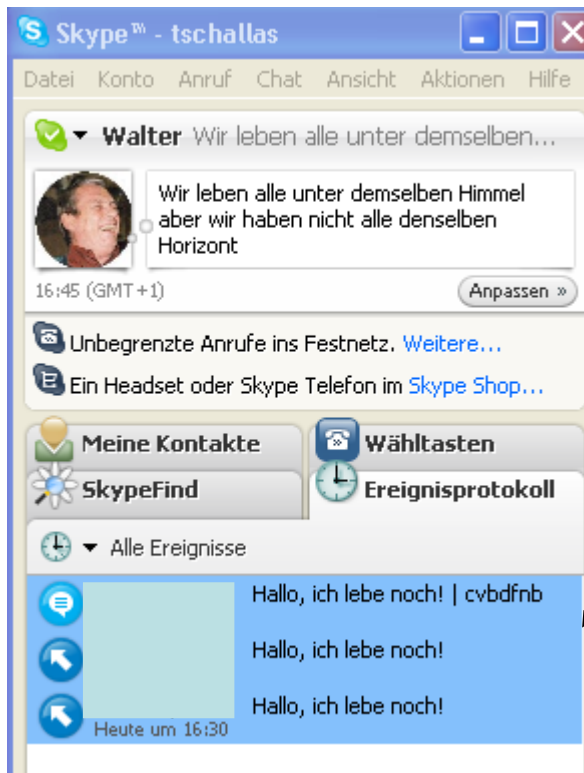 Skype™ - tschallas
Datei Konto Anruf Chat Ansicht Aktionen Hilfe
Walter Wir leben alle unter demselben...
Wir leben alle unter demselben Himmel
aber wir haben nicht alle denselben
Horizont
16:45 (GMT+1) Anpassen »
Unbegrenzte Anrufe ins Festnetz. Weitere...
Ein Headset oder Skype Telefon im Skype Shop...
Meine Kontakte Wähltasten
SkypeFind Ereignisprotokoll
Alle Ereignisse
Hallo, ich lebe noch! | cvbdfnb
Hallo, ich lebe noch!
Hallo, ich lebe noch!
Heute um 16:30